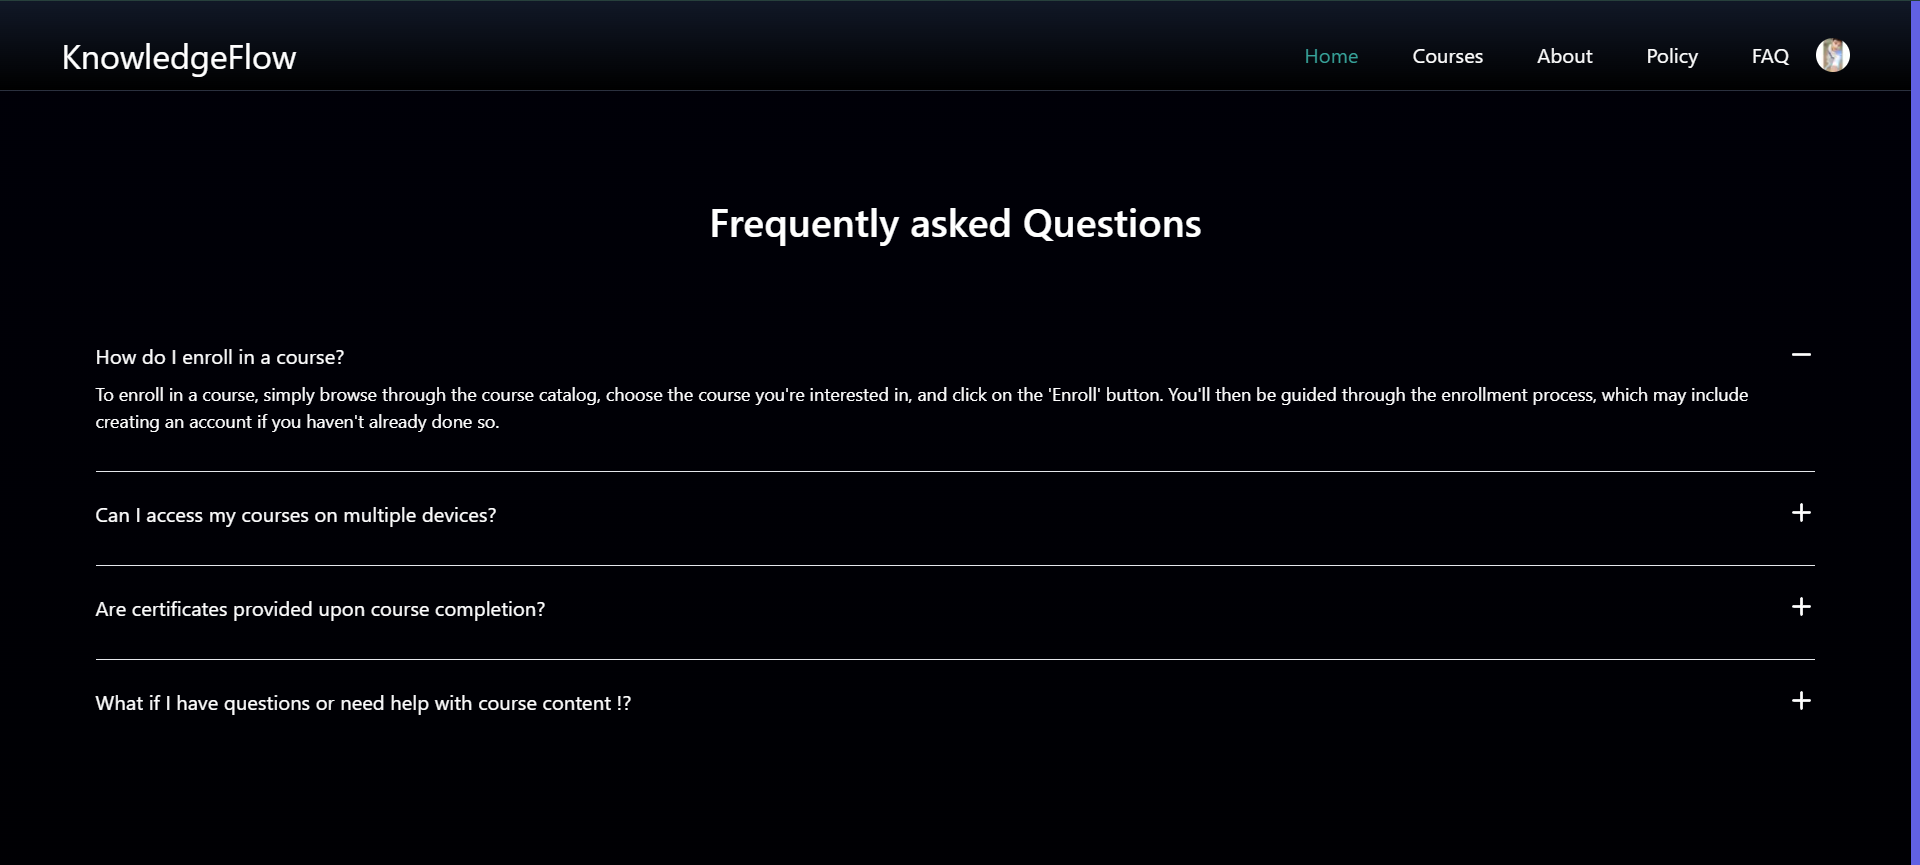 KnowledgeFlow
Home Courses About Policy FAQ
Frequently asked Questions
How do I enroll in a course?
To enroll in a course, simply browse through the course catalog, choose the course you're interested in, and click on the 'Enroll' button. You'll then be guided through the enrollment process, which may include
creating an account if you haven't already done so.
Can I access my courses on multiple devices?
Are certificates provided upon course completion?
What if I have questions or need help with course content !?